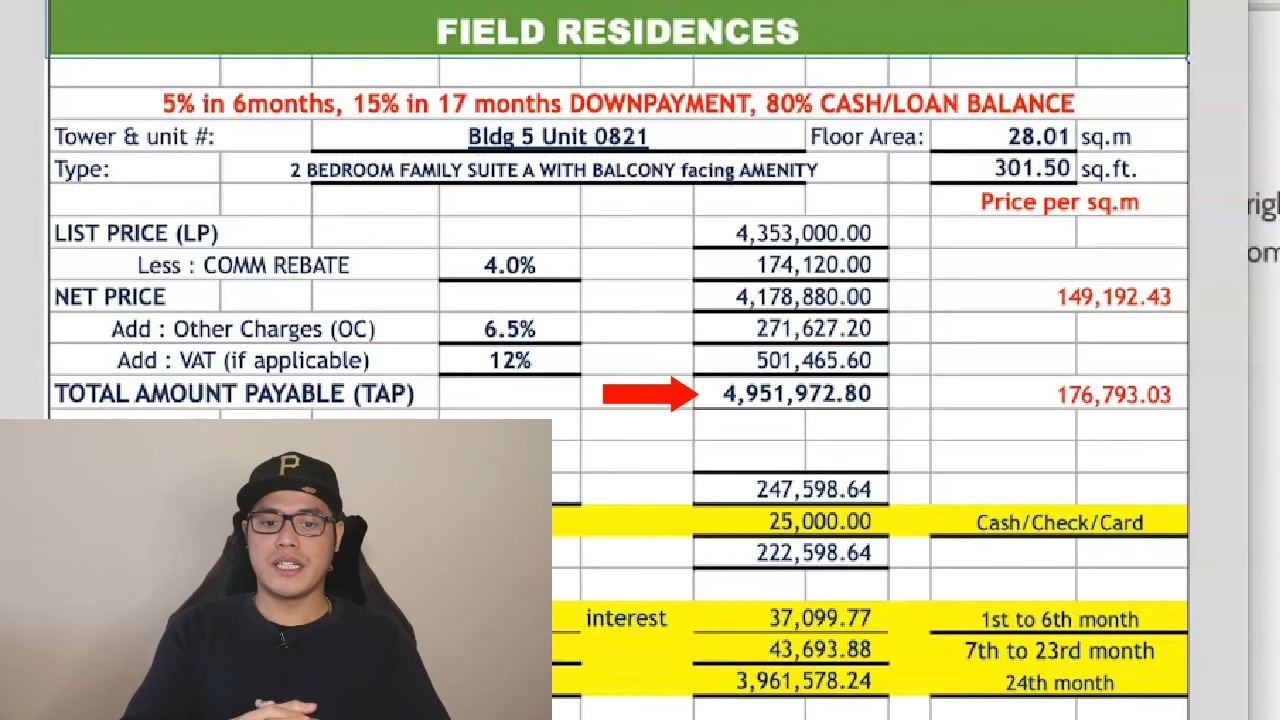 FIELD RESIDENCES
5% in 6months, 15% in 17 months DOWNPAYMENT, 80% CASH/LOAN BALANCE
Tower & unit #: Bldg 5 Unit 0821 Floor Area: 28.01 sq.m
Type: 2 BEDROOM FAMILY SUITE A WITH BALCONY facing AMENITY 301.50 sq.ft.
Price per sq.m
LIST PRICE (LP) 4,353,000.00
Less : COMM REBATE 4.0% 174,120.00
NET PRICE 4,178,880.00 149,192.43
Add : Other Charges (OC) 6.5% 271,627.20
Add : VAT (if applicable) 12% 501,465.60
TOTAL AMOUNT PAYABLE (TAP) 4,951,972.80 176,793.03
247,598.64
25,000.00 Cash/Check/Card
222,598.64
interest 37,099.77 1st to 6th month
43,693.88 7th to 23rd month
3,961,578.24 24th month
P